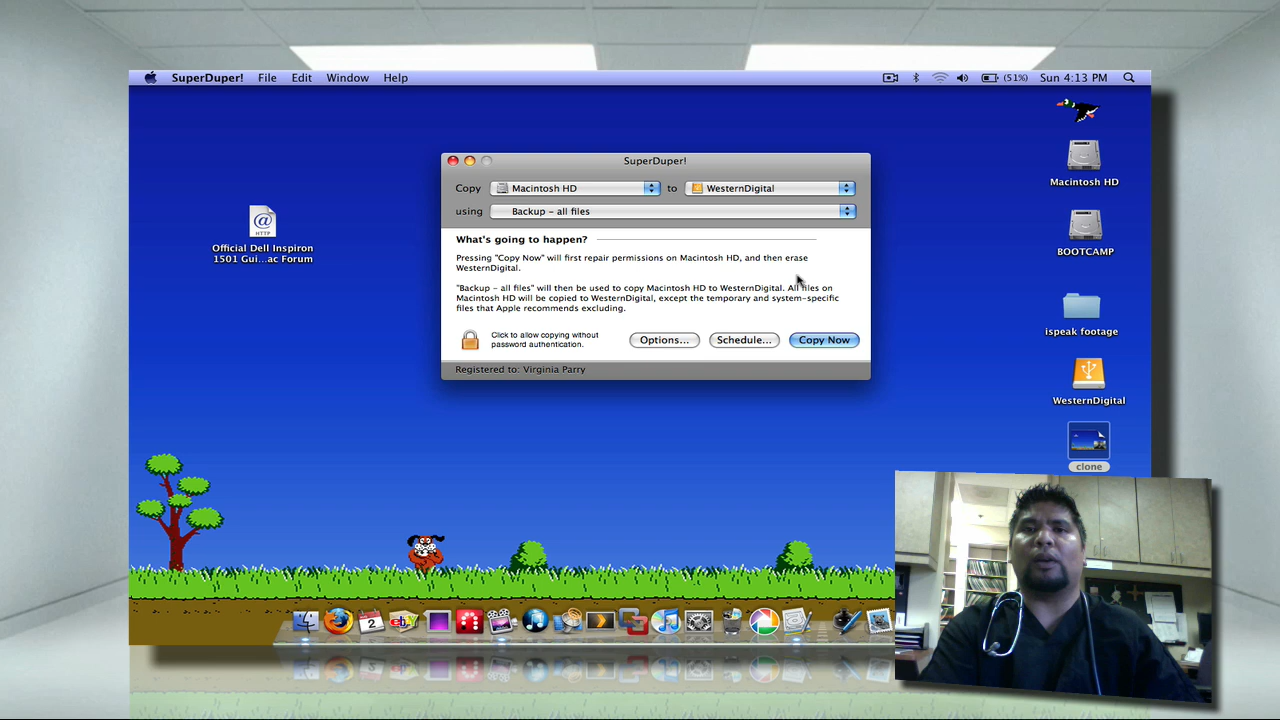 SuperDuper! File Edit Window Help (51%) Sun 4:13 PM
SuperDuper!
Copy Macintosh HD to WesternDigital
using Backup - all files
What's going to happen?
Pressing "Copy Now" will first repair permissions on Macintosh HD, and then erase
WesternDigital.
"Backup - all files" will then be used to copy Macintosh HD to WesternDigital. All files on
Macintosh HD will be copied to WesternDigital, except the temporary and system-specific
files that Apple recommends excluding.
Click to allow copying without
password authentication.
Options... Schedule... Copy Now
Registered to: Virginia Parry
@
HTTP
Official Dell Inspiron
1501 Gui...ac Forum
Macintosh HD
BOOTCAMP
ispeak footage
WesternDigital
clone
2
ebay